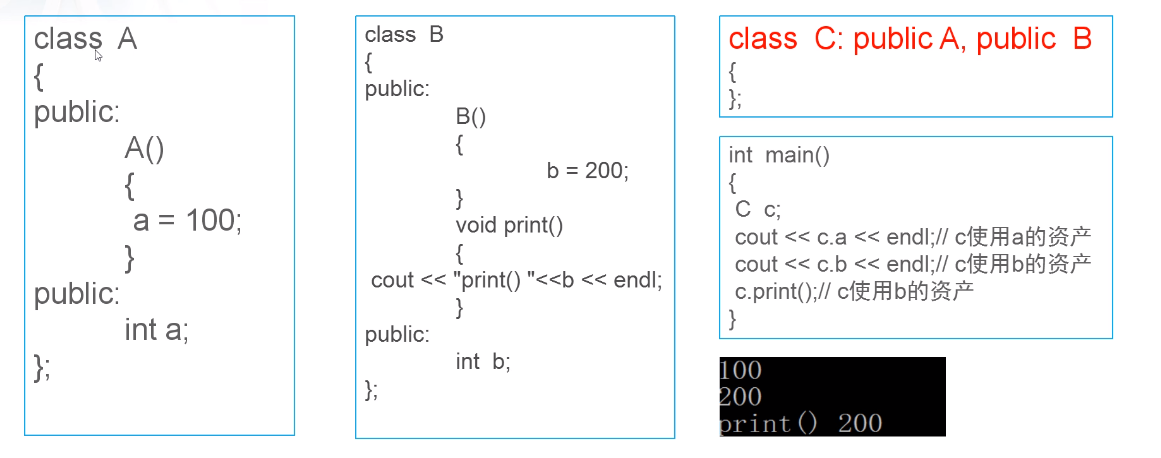 class A
{
public:
A()
{
a = 100;
}
public:
int a;
};
class B
{
public:
B()
{
b = 200;
}
void print()
{
cout << "print() "<<b << endl;
}
public:
int b;
};
class C: public A, public B
{
};
int main()
{
C c;
cout << c.a << endl;// c使用a的资产
cout << c.b << endl;// c使用b的资产
c.print();// c使用b的资产
}
100
200
print() 200